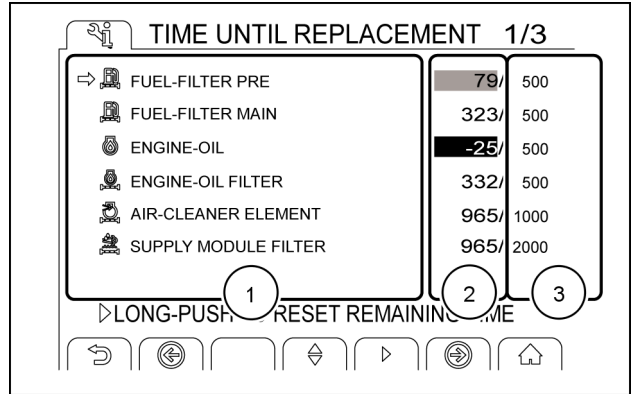 TIME UNTIL REPLACEMENT 1/3
FUEL-FILTER PRE 79/ 500
FUEL-FILTER MAIN 323/ 500
ENGINE-OIL -25/ 500
ENGINE-OIL FILTER 332/ 500
AIR-CLEANER ELEMENT 965/ 1000
SUPPLY MODULE FILTER 965/ 2000
1 2 3
LONG-PUSH RESET REMAINING